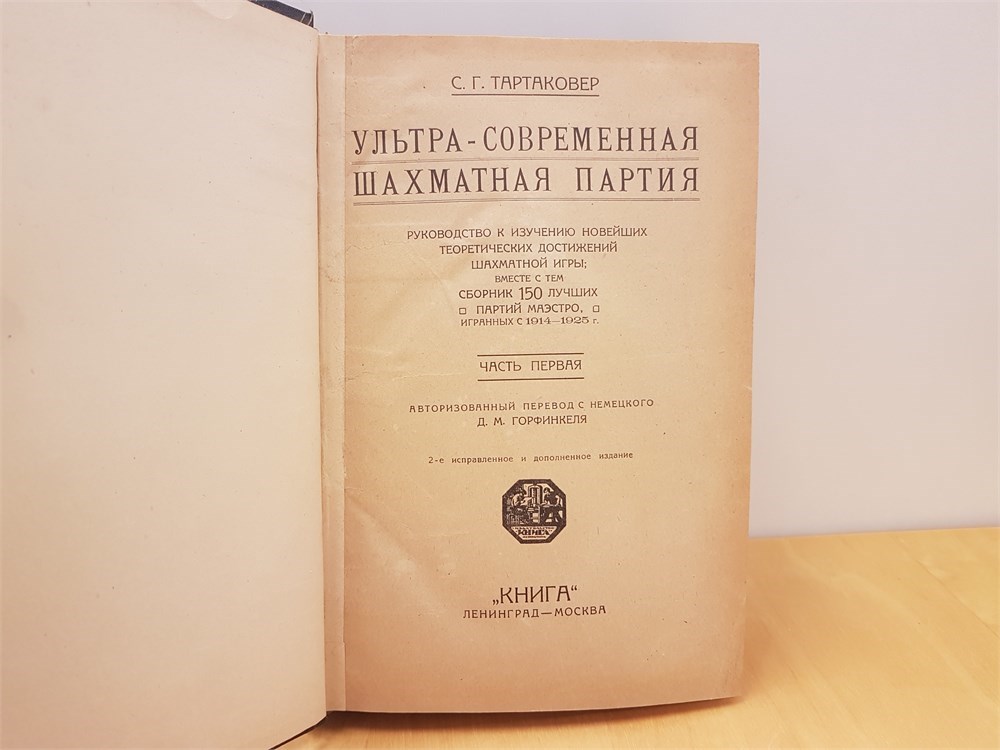 С. Г. ТАРТАКОВЕР
УЛЬТРА-СОВРЕМЕННАЯ
ШАХМАТНАЯ ПАРТИЯ
РУКОВОДСТВО К ИЗУЧЕНИЮ НОВЕЙШИХ
ТЕОРЕТИЧЕСКИХ ДОСТИЖЕНИЙ
ШАХМАТНОЙ ИГРЫ;
ВМЕСТЕ С ТЕМ
СБОРНИК 150 ЛУЧШИХ
ПАРТИЙ МАЭСТРО,
ИГРАННЫХ С 1914—1925 г.
ЧАСТЬ ПЕРВАЯ
АВТОРИЗОВАННЫЙ ПЕРЕВОД С НЕМЕЦКОГО
Д. М. ГОРФИНКЕЛЯ
2-е исправленное и дополненное издание
КНИГА
„КНИГА“
ЛЕНИНГРАД—МОСКВА